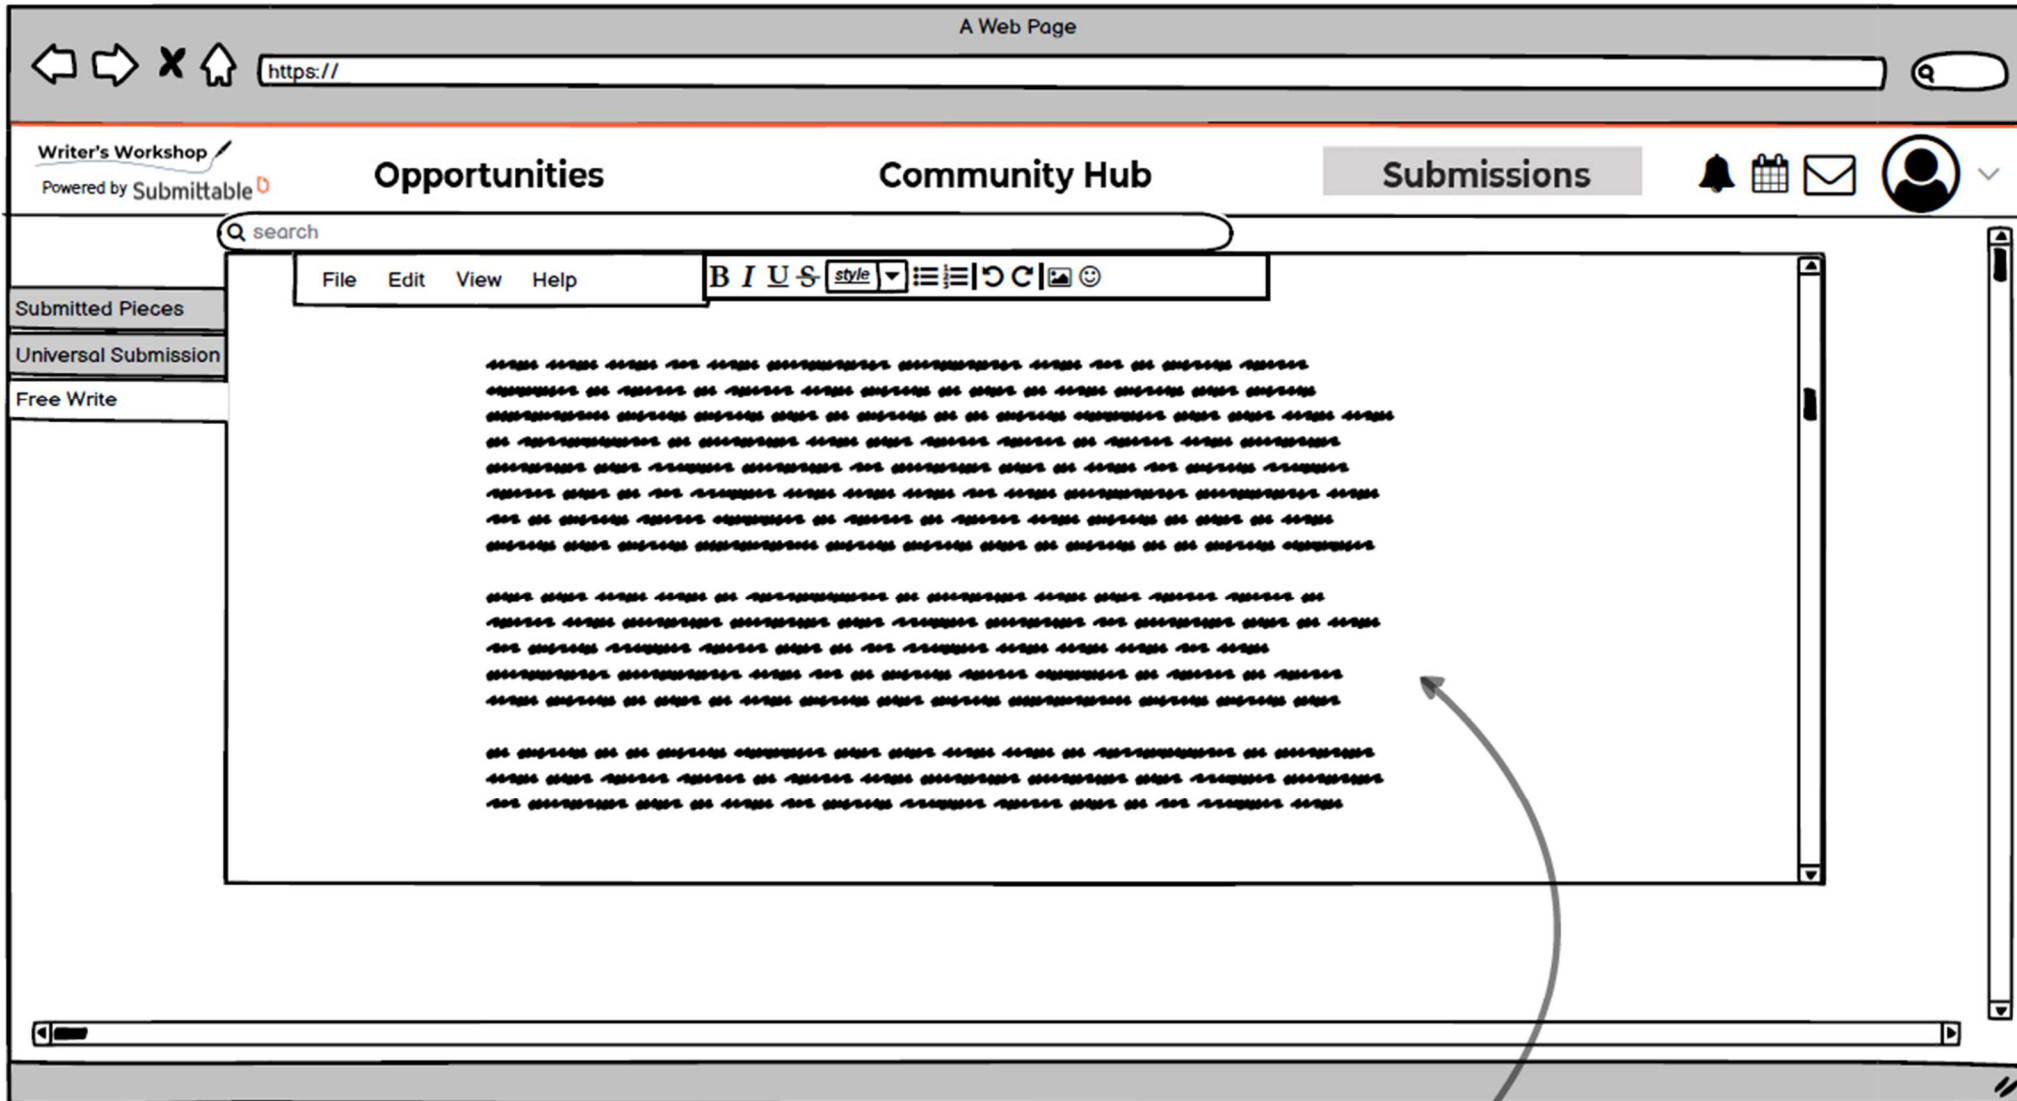 A Web Page
https://
Writer's Workshop
Powered by Submittable
Opportunities
Community Hub
Submissions
search
File Edit View Help
B I U S style
Submitted Pieces
Universal Submission
Free Write